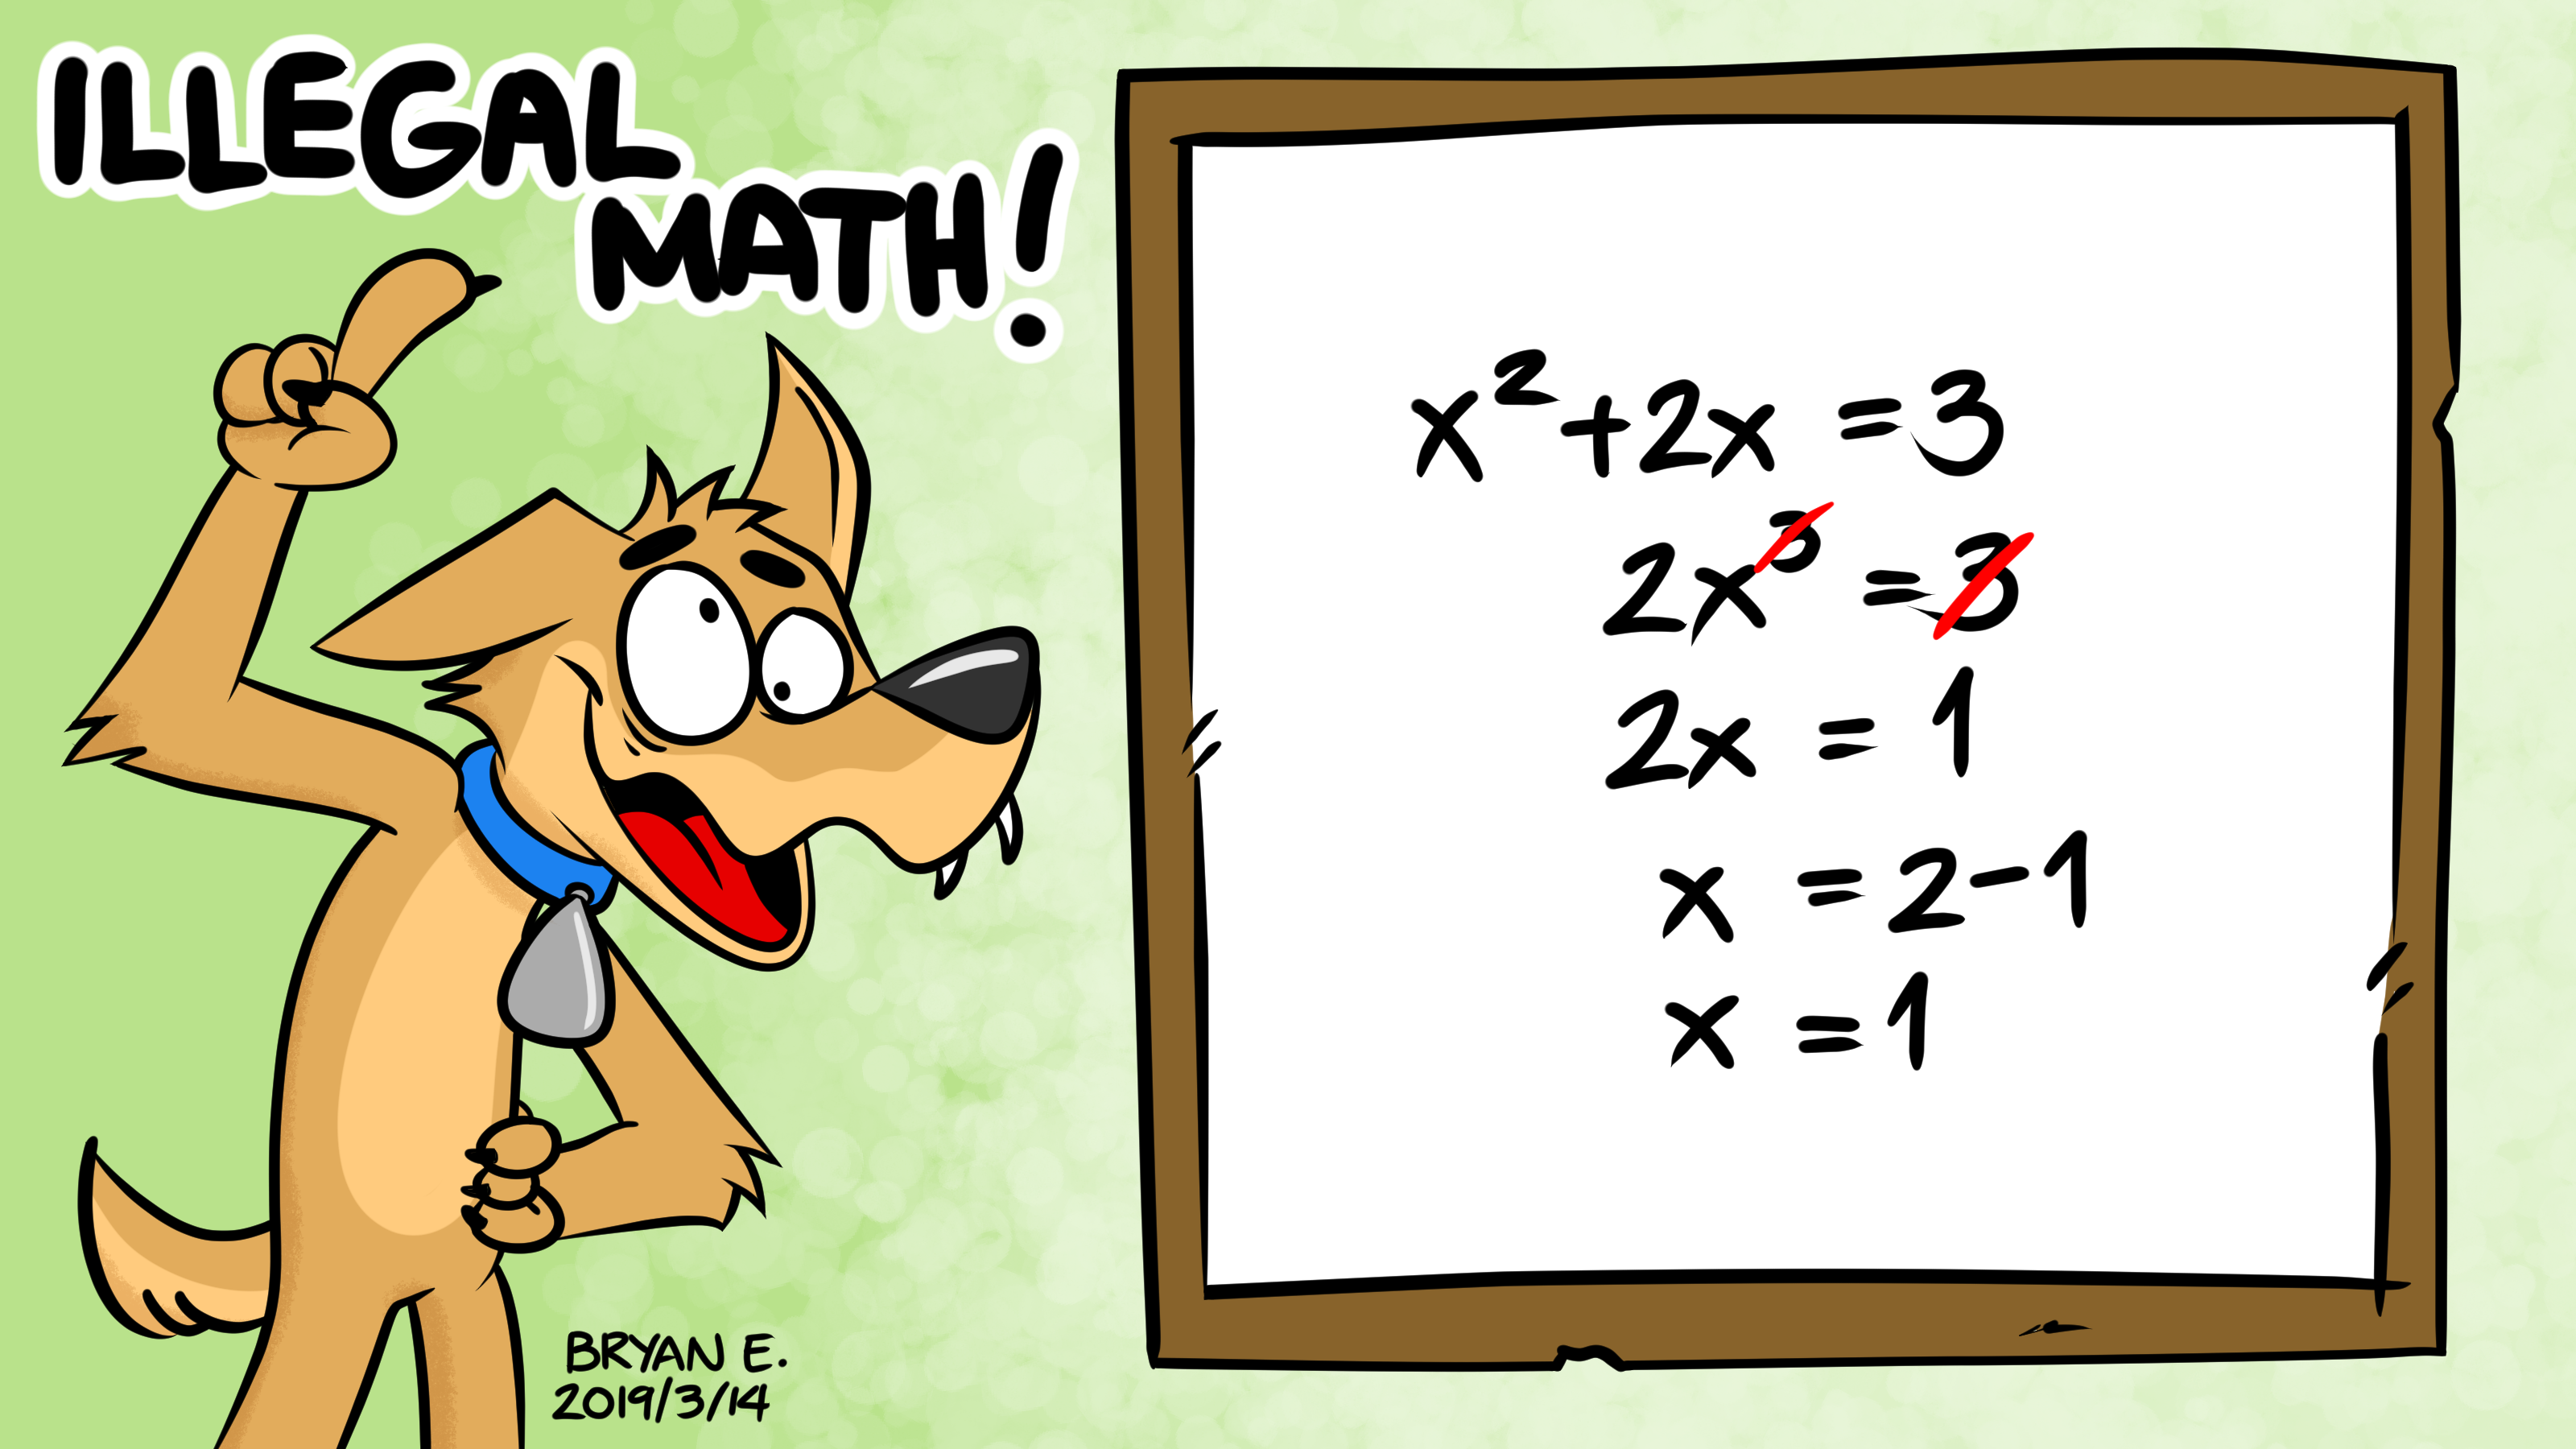 ILLEGAL
MATH!
x²+2x =3
2x³ =3
2x = 1
x = 2-1
x = 1
BRYAN E.
2019/3/14